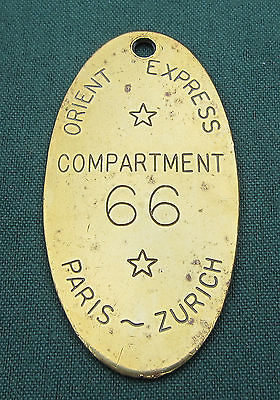 ORIENT EXPRESS
COMPARTMENT
66
PARIS ~ ZURICH